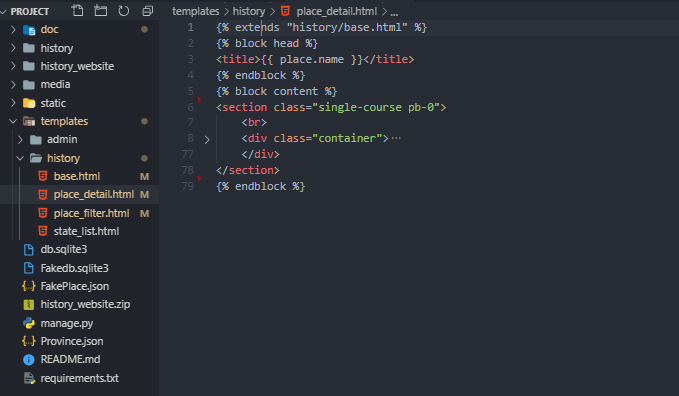 PROJECT
doc
history
history_website
media
static
templates
admin
history
base.html M
place_detail.html M
place_filter.html M
state_list.html
db.sqlite3
Fakedb.sqlite3
FakePlace.json
history_website.zip
manage.py
Province.json
README.md
requirements.txt
templates > history > place_detail.html > ...
1 {% extends "history/base.html" %}
2 {% block head %}
3 <title>{{ place.name }}</title>
4 {% endblock %}
5 {% block content %}
6 <section class="single-course pb-0">
7 <br>
8 <div class="container">⋯
77 </div>
78 </section>
79 {% endblock %}